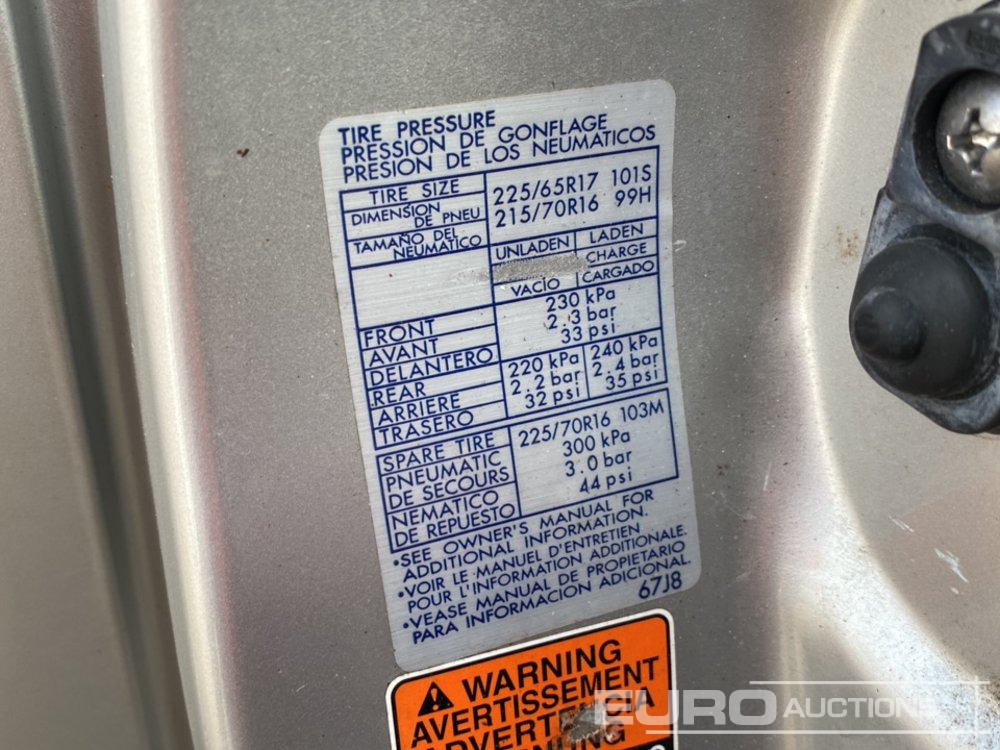 TIRE PRESSURE
PRESSION DE GONFLAGE
PRESION DE LOS NEUMATICOS
TIRE SIZE
DIMENSION
DE PNEU
TAMAÑO DEL
NEUMATICO
225/65R17 101S
215/70R16 99H
UNLADEN LADEN
CHARGE
VACÍO CARGADO
FRONT
AVANT
DELANTERO
230 kPa
2.3 bar
33 psi
REAR
ARRIERE
TRASERO
220 kPa 240 kPa
2.2 bar 2.4 bar
32 psi 35 psi
SPARE TIRE
PNEUMATIC
DE SECOURS
NEMATICO
DE REPUESTO
225/70R16 103M
300 kPa
3.0 bar
44 psi
•SEE OWNER'S MANUAL FOR
ADDITIONAL INFORMATION.
•VOIR LE MANUEL D'ENTRETIEN
POUR L'INFORMATION ADDITIONALE.
•VEASE MANUAL DE PROPIETARIO
PARA INFORMACION ADICIONAL.
67J8
WARNING
AVERTISSEMENT
ADVERTENCIA
EURO AUCTIONS